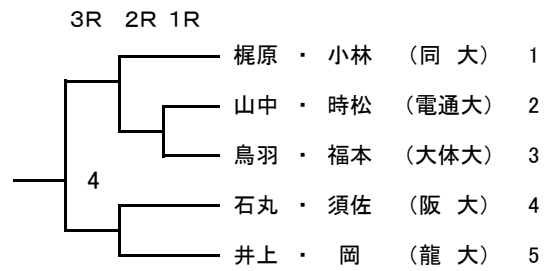 3R 2R 1R
梶原 ・ 小林 (同 大) 1
山中 ・ 時松 (電通大) 2
鳥羽 ・ 福本 (大体大) 3
4
石丸 ・ 須佐 (阪 大) 4
井上 ・ 岡 (龍 大) 5